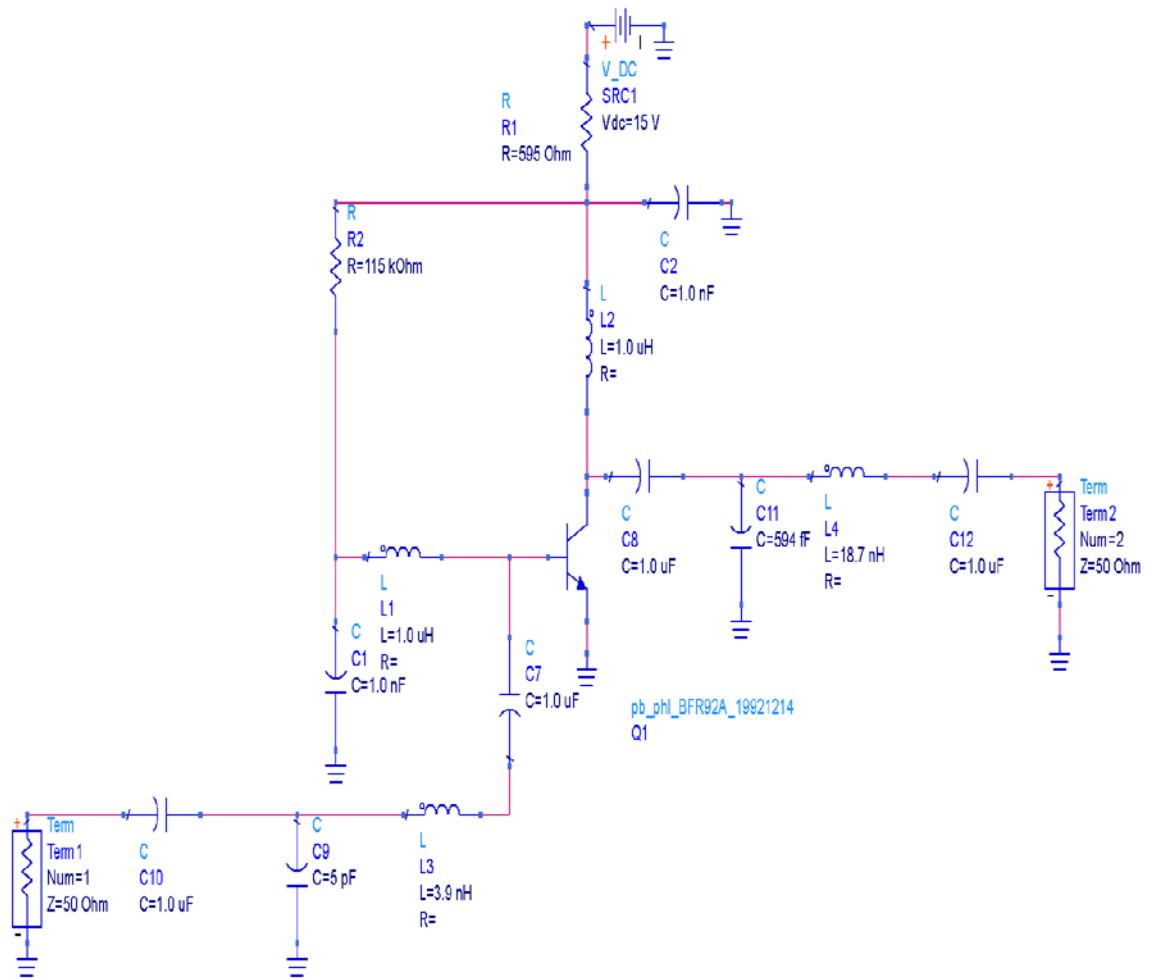 + -
V_DC
SRC1
Vdc=15 V
R
R1
R=595 Ohm
R
R2
R=115 kOhm
C
C2
C=1.0 nF
L
L2
L=1.0 uH
R=
C
C8
C=1.0 uF
C
C11
C=594 fF
L
L4
L=18.7 nH
R=
C
C12
C=1.0 uF
+
Term
Term2
Num=2
Z=50 Ohm
-
L
L1
L=1.0 uH
R=
C
C1
C=1.0 nF
C
C7
C=1.0 uF
pb_phl_BFR92A_19921214
Q1
+
Term
Term1
Num=1
Z=50 Ohm
-
C
C10
C=1.0 uF
C
C9
C=5 pF
L
L3
L=3.9 nH
R=